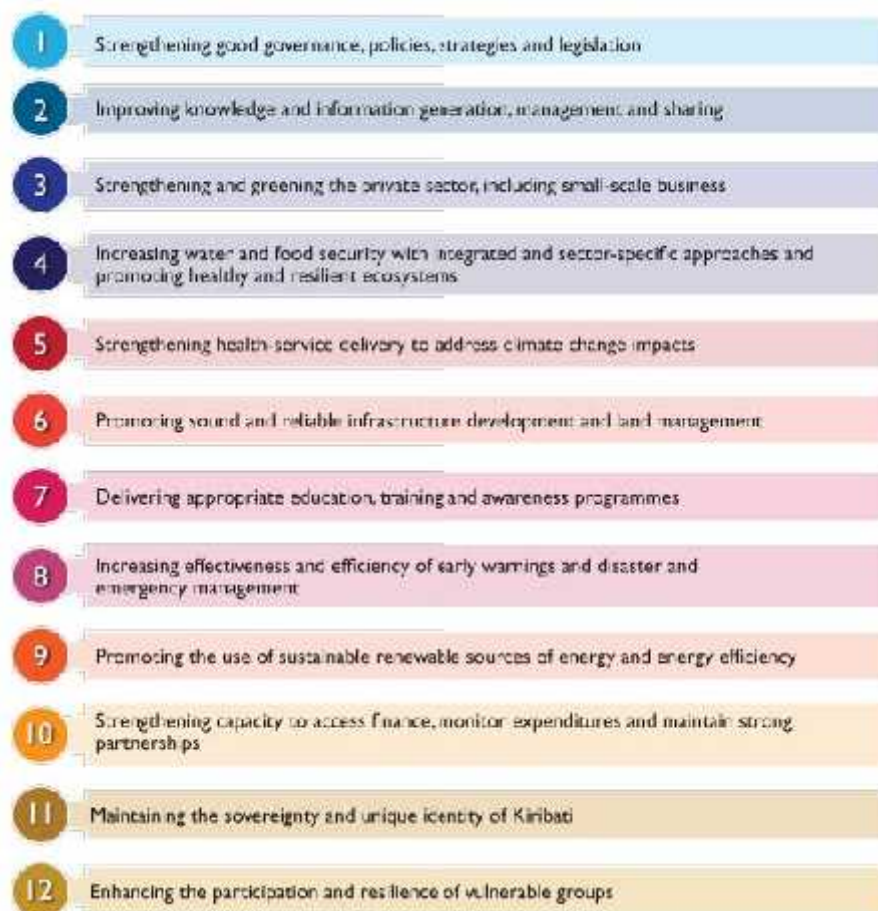 1
Strengthening good governance, policies, strategies and legislation
2
Improving knowledge and information generation, management and sharing
3
Strengthening and greening the private sector, including small-scale business
4
Increasing water and food security with integrated and sector-specific approaches and
promoting healthy and resilient ecosystems
5
Strengthening health-service delivery to address climate change impacts
6
Promoting sound and reliable infrastructure development and land management
7
Delivering appropriate education, training and awareness programmes
8
Increasing effectiveness and efficiency of early warnings and disaster and
emergency management
9
Promoting the use of sustainable renewable sources of energy and energy efficiency
10
Strengthening capacity to access finance, monitor expenditures and maintain strong
partnerships
11
Maintaining the sovereignty and unique identity of Kiribati
12
Enhancing the participation and resilience of vulnerable groups